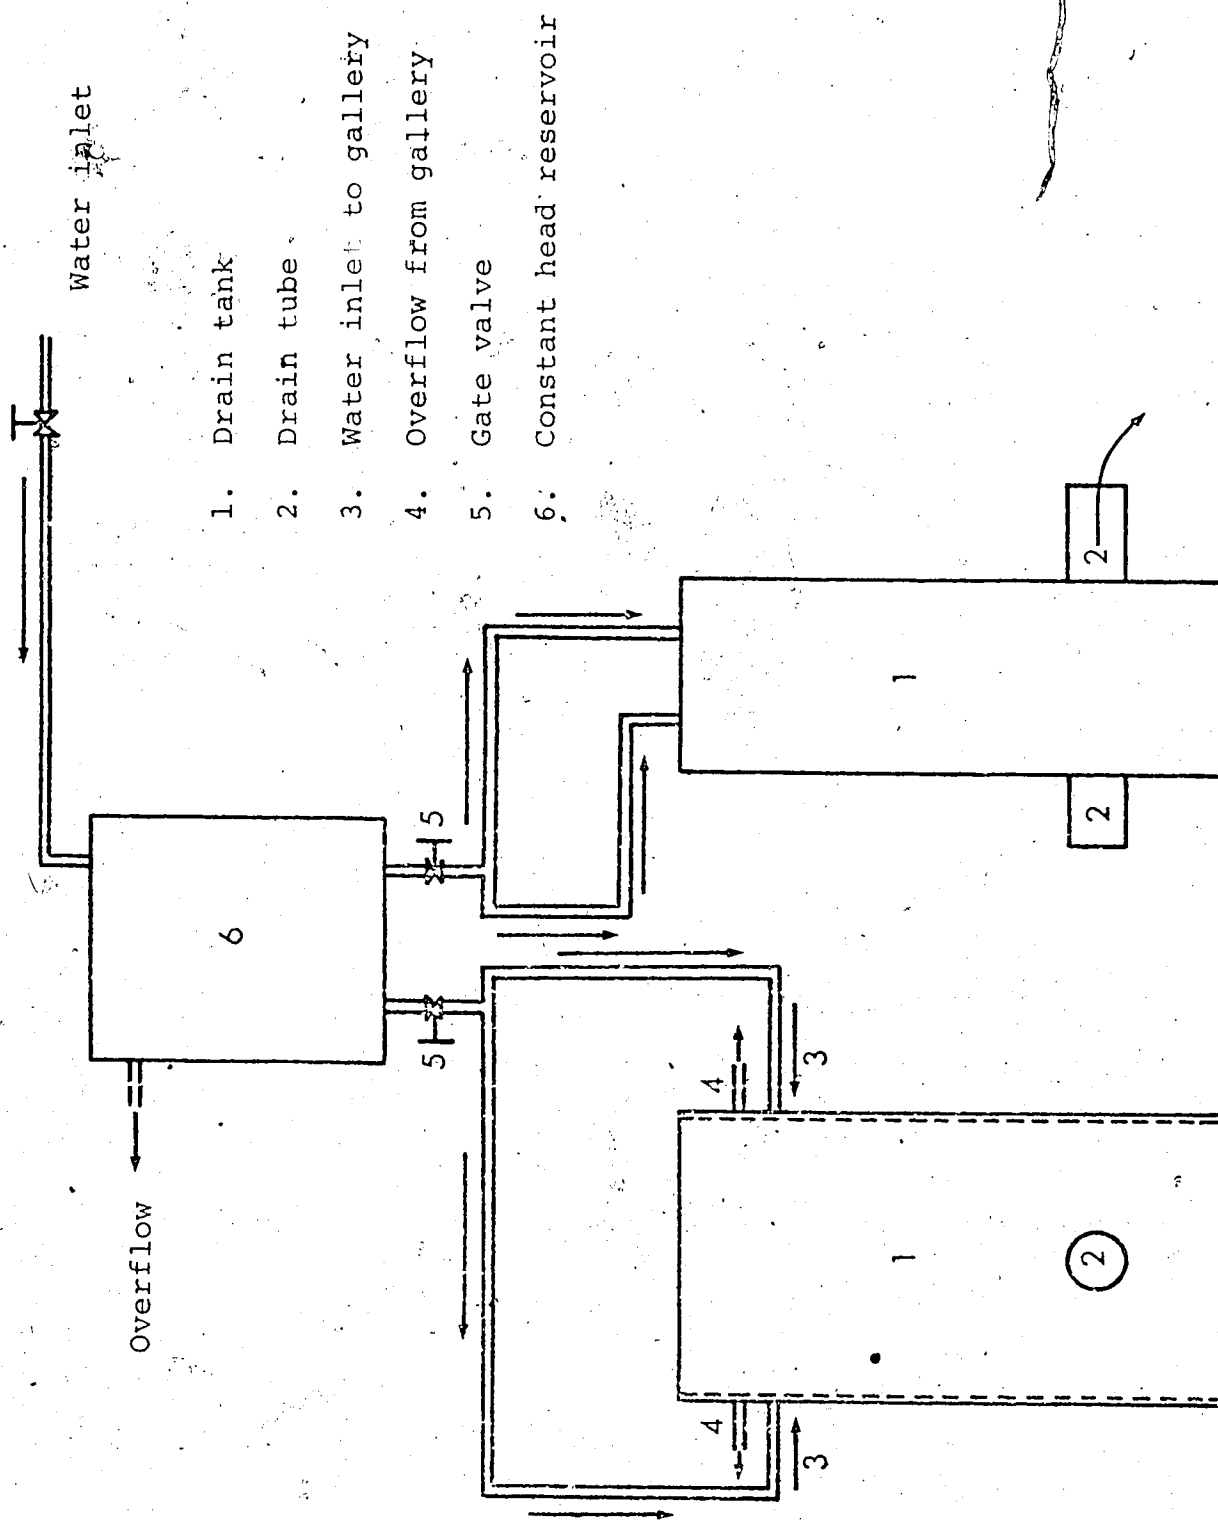 Water inlet
1. Drain tank
2. Drain tube
3. Water inlet to gallery
4. Overflow from gallery
5. Gate valve
6. Constant head reservoir
Overflow
6
5
5
4
4
3
3
1
1
2
2
2